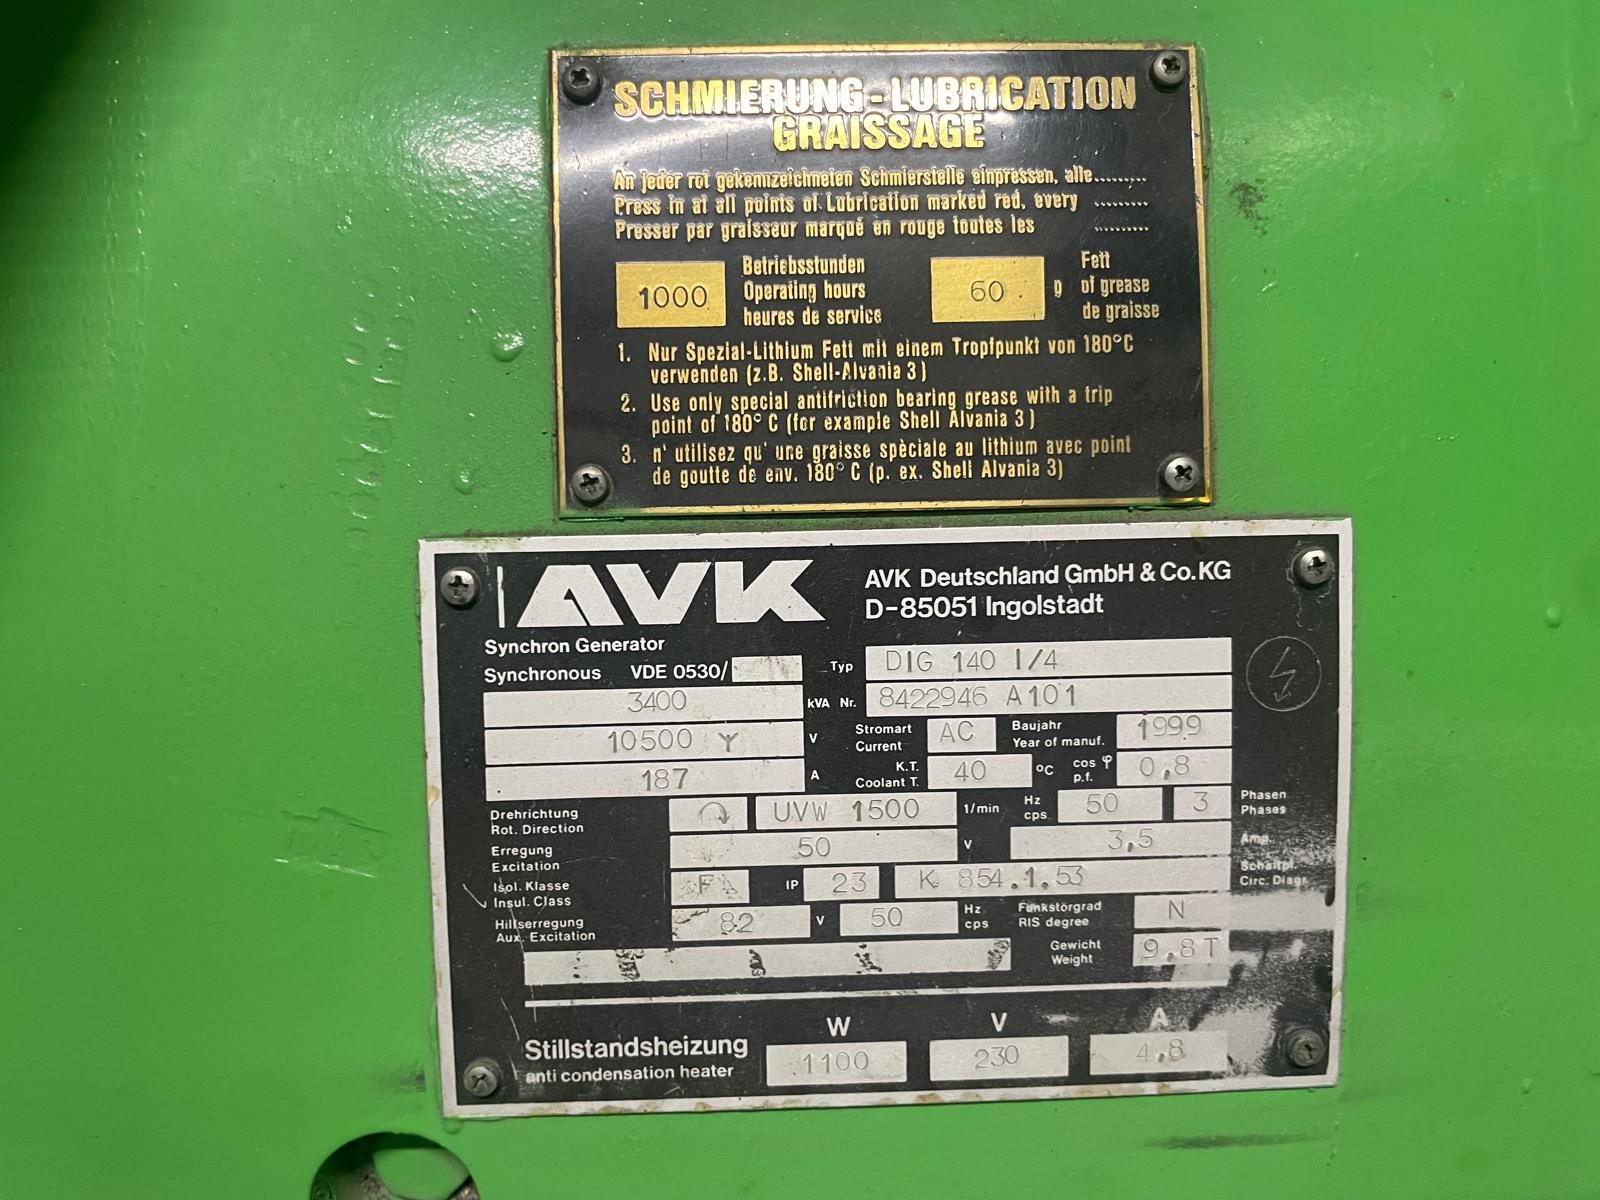 SCHMIERUNG-LUBRICATION
GRAISSAGE
An jeder rot gekennzeichneten Schmierstelle einpressen, alle.........
Press in at all points of Lubrication marked red, every .........
Presser par graisseur marqué en rouge toutes les .........
1000 Betriebsstunden Operating hours heures de service 60 g Fett of grease de graisse
1. Nur Spezial-Lithium Fett mit einem Tropfpunkt von 180°C
verwenden (z.B. Shell-Alvania 3)
2. Use only special antifriction bearing grease with a trip
point of 180° C (for example Shell Alvania 3)
3. n' utilisez qu' une graisse spèciale au lithium avec point
de goutte de env. 180° C (p. ex. Shell Alvania 3)
AVK AVK Deutschland GmbH & Co.KG
D-85051 Ingolstadt
Synchron Generator
Synchronous VDE 0530/ Typ DIG 140 I/4
3400 kVA Nr. 8422946 A101
10500 Y V Stromart Current AC Baujahr Year of manuf. 1999
187 A K.T. Coolant T. 40 °C cos φ p.f. 0,8
Drehrichtung Rot. Direction UVW 1500 1/min Hz cps 50 3 Phasen Phases
Erregung Excitation 50 V 3,5 Amp.
Isol. Klasse Insul. Class F IP 23 K 854.1.53 Schaltpl. Circ. Diagr.
Hilfserregung Aux. Excitation 82 V 50 Hz cps Funkstörgrad RIS degree N
Gewicht Weight 9,8T
W V A
Stillstandsheizung anti condensation heater 1100 230 4,8